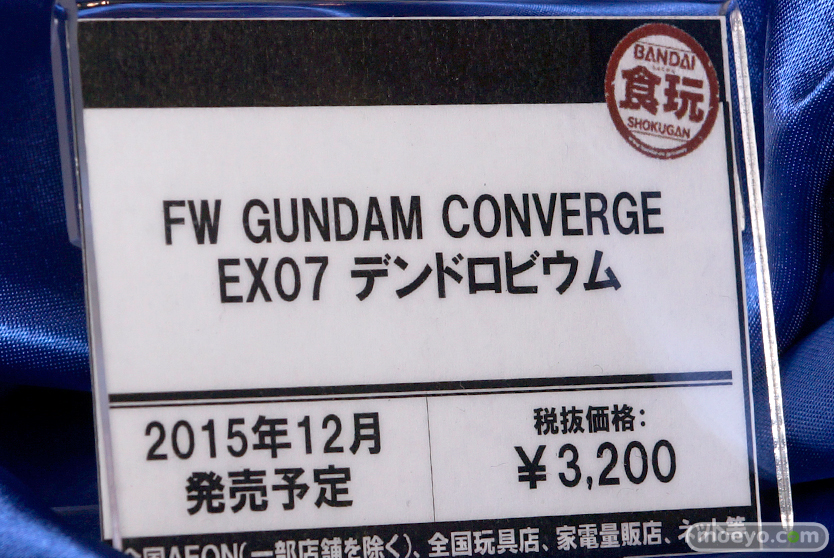 BANDAI
食玩
SHOKUGAN
FW GUNDAM CONVERGE
EX07 デンドロビウム
2015年12月
発売予定
税抜価格:
¥3,200
国AEON(一部店舗を除く)、全国玩具店、家電量販店、ネット等
moeyo.com